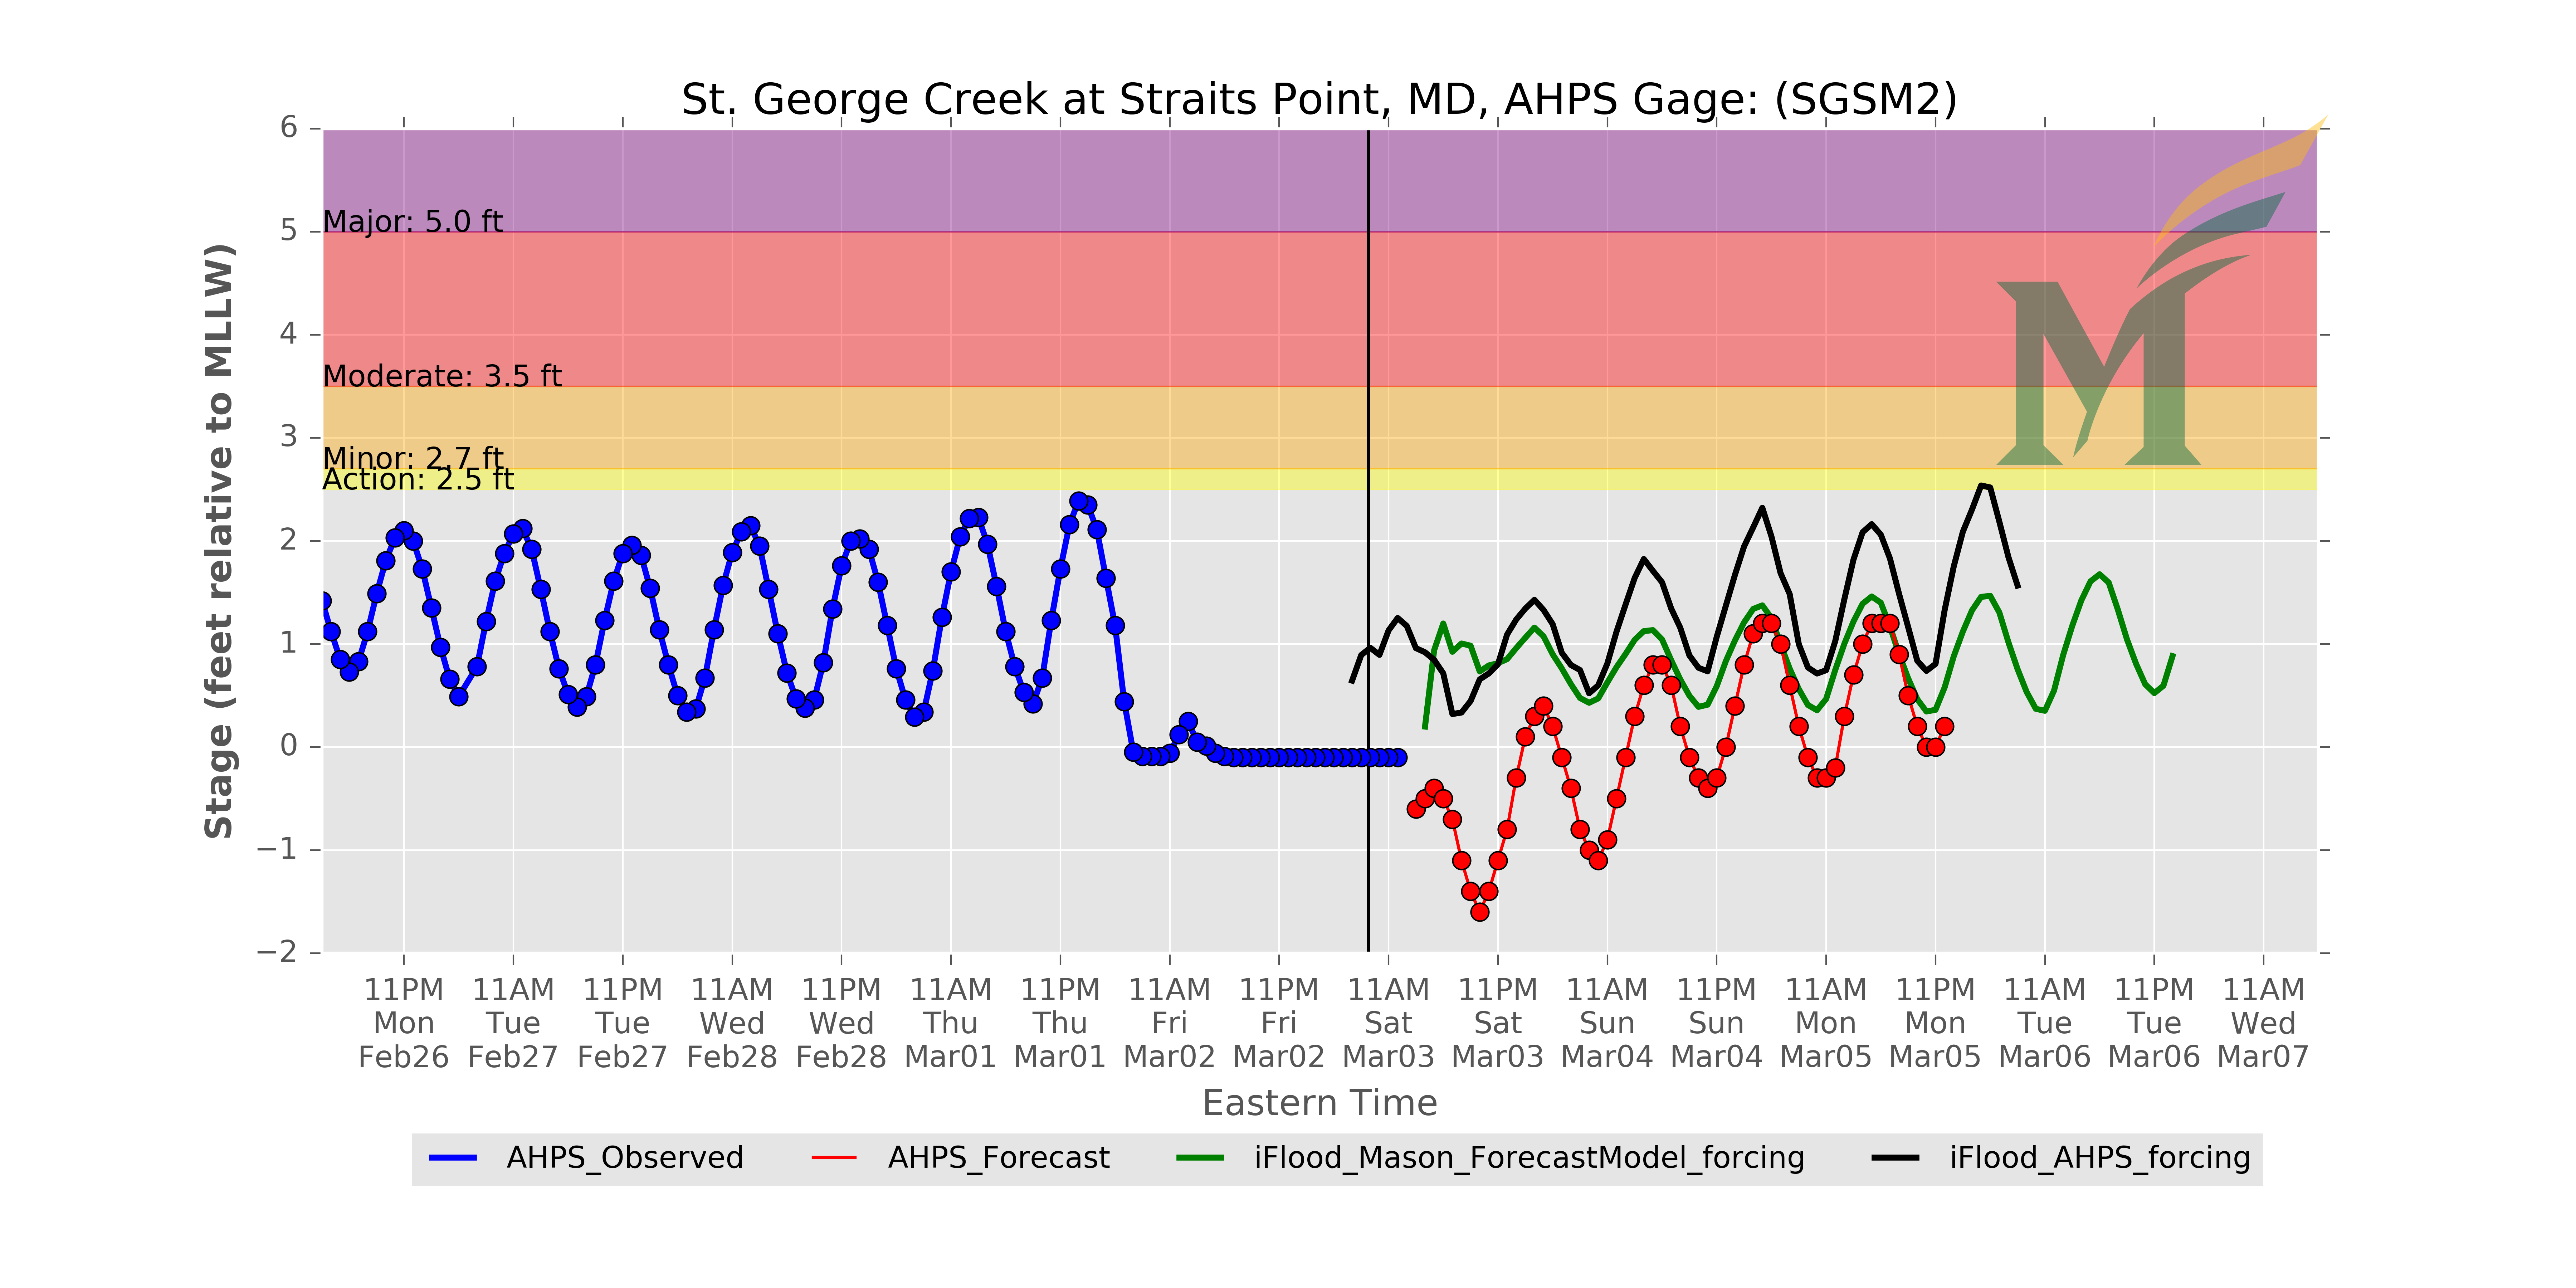 St. George Creek at Straits Point, MD, AHPS Gage: (SGSM2)
Stage (feet relative to MLLW)
6
5
4
3
2
1
0
−1
−2
Major: 5.0 ft
Moderate: 3.5 ft
Minor: 2.7 ft
Action: 2.5 ft
M
11PM 11AM 11PM 11AM 11PM 11AM 11PM 11AM 11PM 11AM 11PM 11AM 11PM 11AM 11PM 11AM 11PM 11AM
Mon Tue Tue Wed Wed Thu Thu Fri Fri Sat Sat Sun Sun Mon Mon Tue Tue Wed
Feb26 Feb27 Feb27 Feb28 Feb28 Mar01 Mar01 Mar02 Mar02 Mar03 Mar03 Mar04 Mar04 Mar05 Mar05 Mar06 Mar06 Mar07
Eastern Time
AHPS_Observed AHPS_Forecast iFlood_Mason_ForecastModel_forcing iFlood_AHPS_forcing